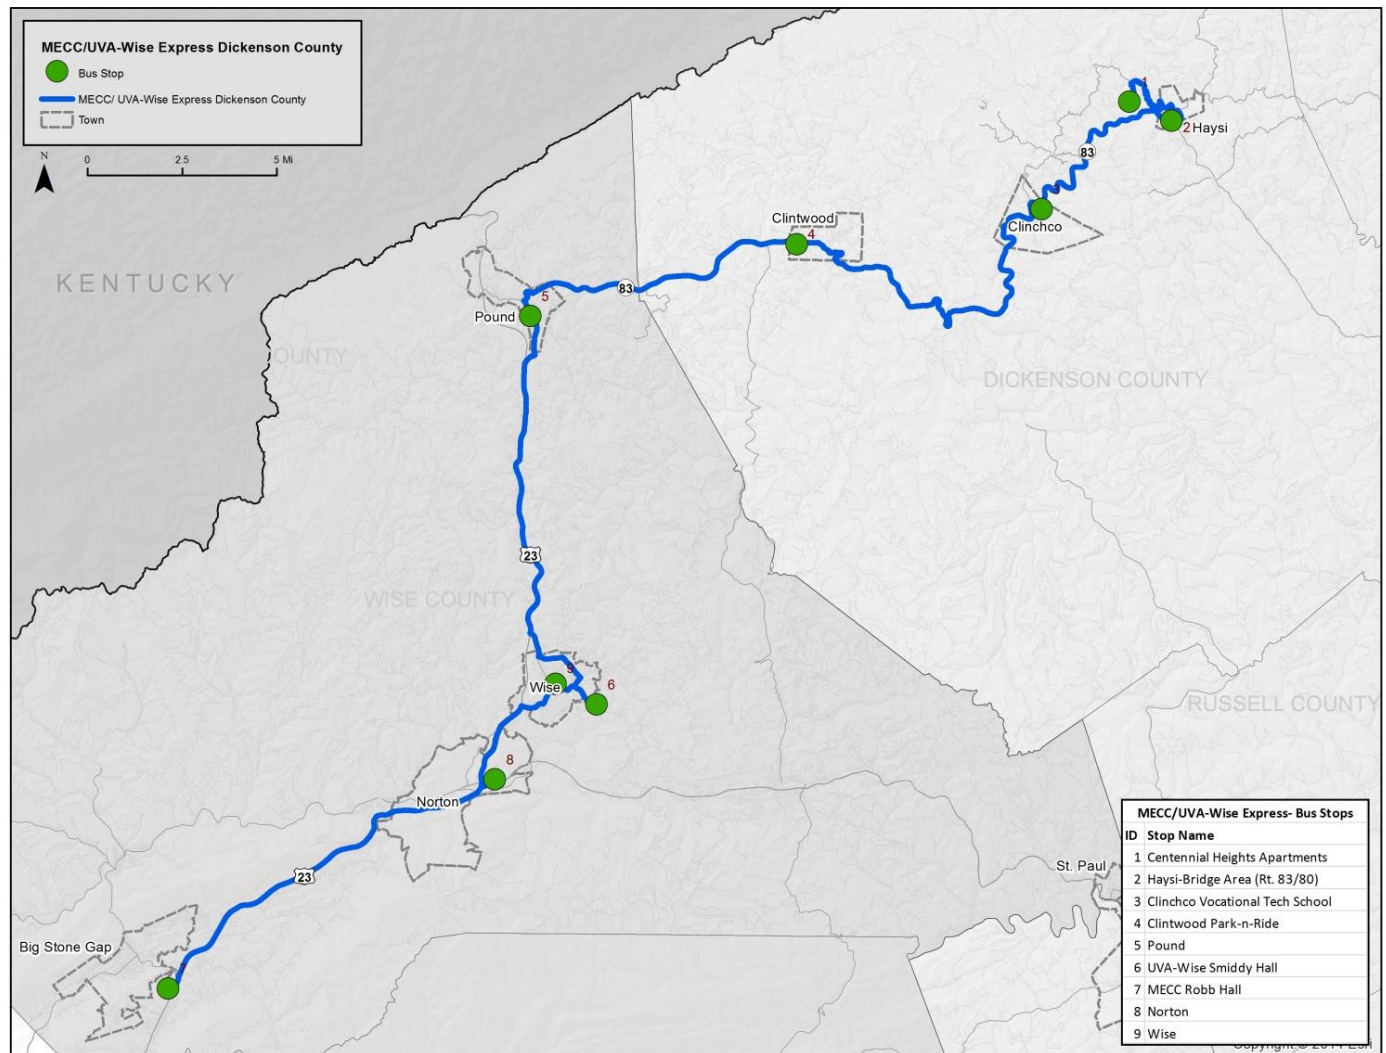 MECC/UVA-Wise Express Dickenson County
Bus Stop
MECC/ UVA-Wise Express Dickenson County
Town
N
0 2.5 5 Mi
KENTUCKY
OUNTY
1
2 Haysi
83
3
Clinchco
Clintwood
4
83
5
Pound
DICKENSON COUNTY
23
WISE COUNTY
9
Wise
6
RUSSELL COUNTY
8
Norton
23
St. Paul
Big Stone Gap
7
MECC/UVA-Wise Express- Bus Stops
ID Stop Name
1 Centennial Heights Apartments
2 Haysi-Bridge Area (Rt. 83/80)
3 Clinchco Vocational Tech School
4 Clintwood Park-n-Ride
5 Pound
6 UVA-Wise Smiddy Hall
7 MECC Robb Hall
8 Norton
9 Wise